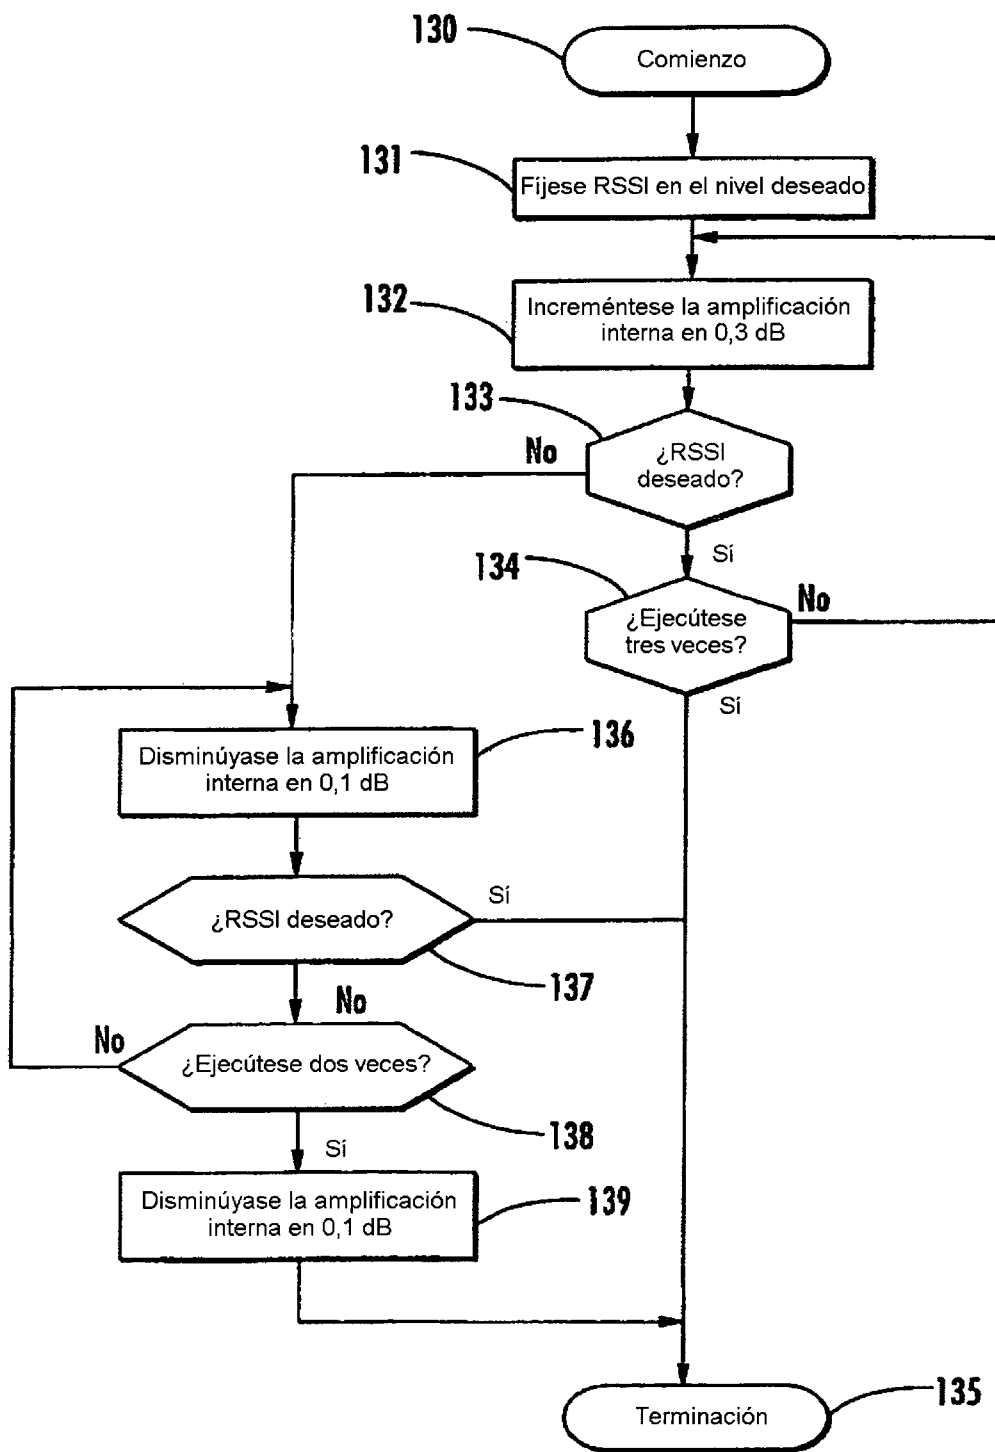 130
Comienzo
131
Fíjese RSSI en el nivel deseado
132
Increméntese la amplificación
interna en 0,3 dB
133
No
¿RSSI
deseado?
Sí
134
No
¿Ejecútese
tres veces?
Sí
136
Disminúyase la amplificación
interna en 0,1 dB
Sí
¿RSSI deseado?
137
No
No
¿Ejecútese dos veces?
138
Sí
Disminúyase la amplificación
interna en 0,1 dB
139
135
Terminación